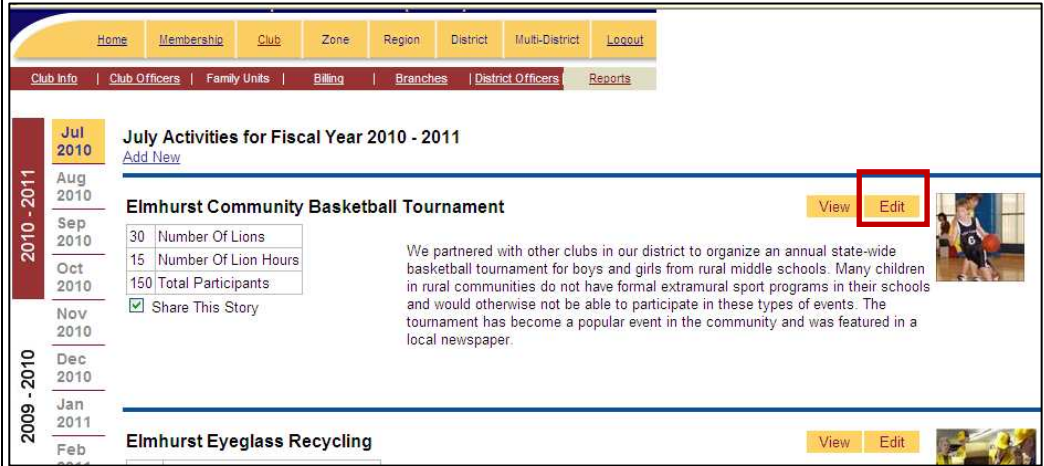 Home Membership Club Zone Region District Multi-District Logout
Club Info | Club Officers | Family Units | Billing | Branches | District Officers | Reports
2010 - 2011
2009 - 2010
Jul
2010
Aug
2010
Sep
2010
Oct
2010
Nov
2010
Dec
2010
Jan
2011
Feb
July Activities for Fiscal Year 2010 - 2011
Add New
Elmhurst Community Basketball Tournament
View Edit
30 Number Of Lions
15 Number Of Lion Hours
150 Total Participants
Share This Story
We partnered with other clubs in our district to organize an annual state-wide
basketball tournament for boys and girls from rural middle schools. Many children
in rural communities do not have formal extramural sport programs in their schools
and would otherwise not be able to participate in these types of events. The
tournament has become a popular event in the community and was featured in a
local newspaper.
Elmhurst Eyeglass Recycling
View Edit